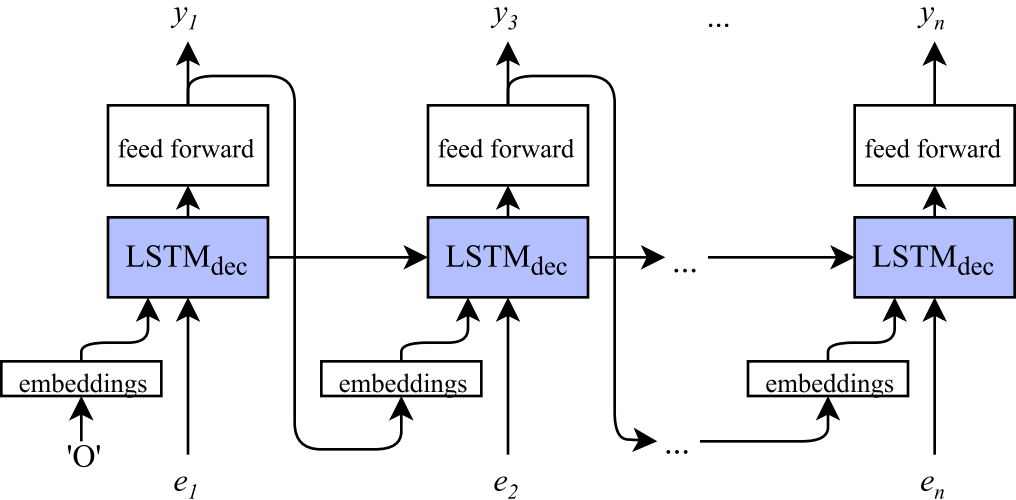 y1 y3 ... yn
feed forward feed forward feed forward
LSTMdec LSTMdec ... LSTMdec
embeddings embeddings embeddings
'O' ...
e1 e2 en